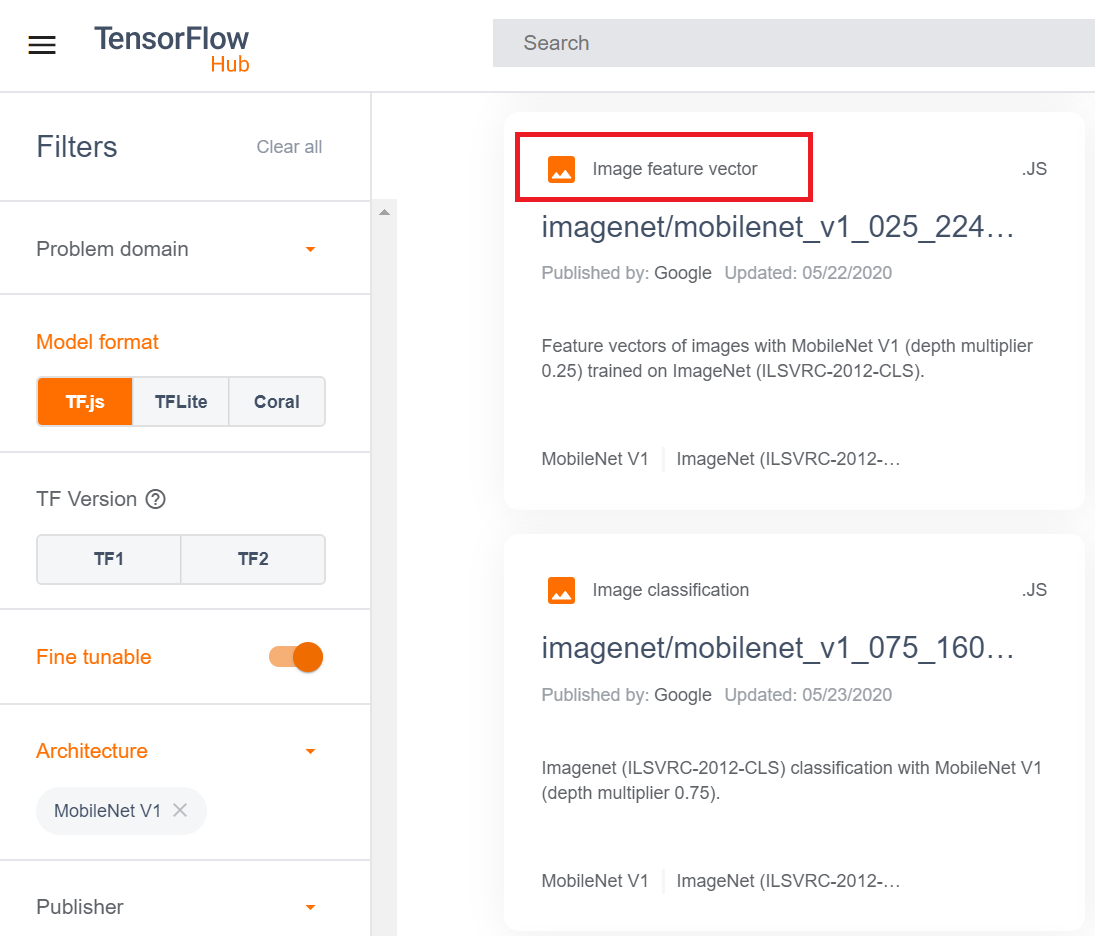 TensorFlow
Hub
Search
Filters
Clear all
Problem domain
Model format
TF.js TFLite Coral
TF Version ?
TF1 TF2
Fine tunable
Architecture
MobileNet V1
Publisher
Image feature vector .JS
imagenet/mobilenet_v1_025_224…
Published by: Google Updated: 05/22/2020
Feature vectors of images with MobileNet V1 (depth multiplier
0.25) trained on ImageNet (ILSVRC-2012-CLS).
MobileNet V1 ImageNet (ILSVRC-2012-…
Image classification .JS
imagenet/mobilenet_v1_075_160…
Published by: Google Updated: 05/23/2020
Imagenet (ILSVRC-2012-CLS) classification with MobileNet V1
(depth multiplier 0.75).
MobileNet V1 ImageNet (ILSVRC-2012-…